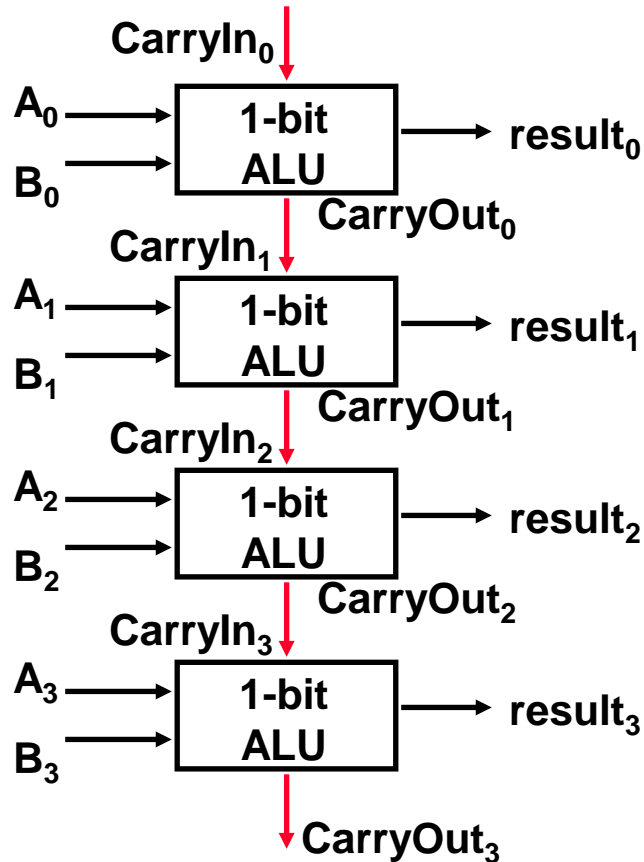 CarryIn₀
A₀
1-bit
result₀
B₀
ALU
CarryOut₀
CarryIn₁
A₁
1-bit
result₁
B₁
ALU
CarryOut₁
CarryIn₂
A₂
1-bit
result₂
B₂
ALU
CarryOut₂
CarryIn₃
A₃
1-bit
result₃
B₃
ALU
CarryOut₃